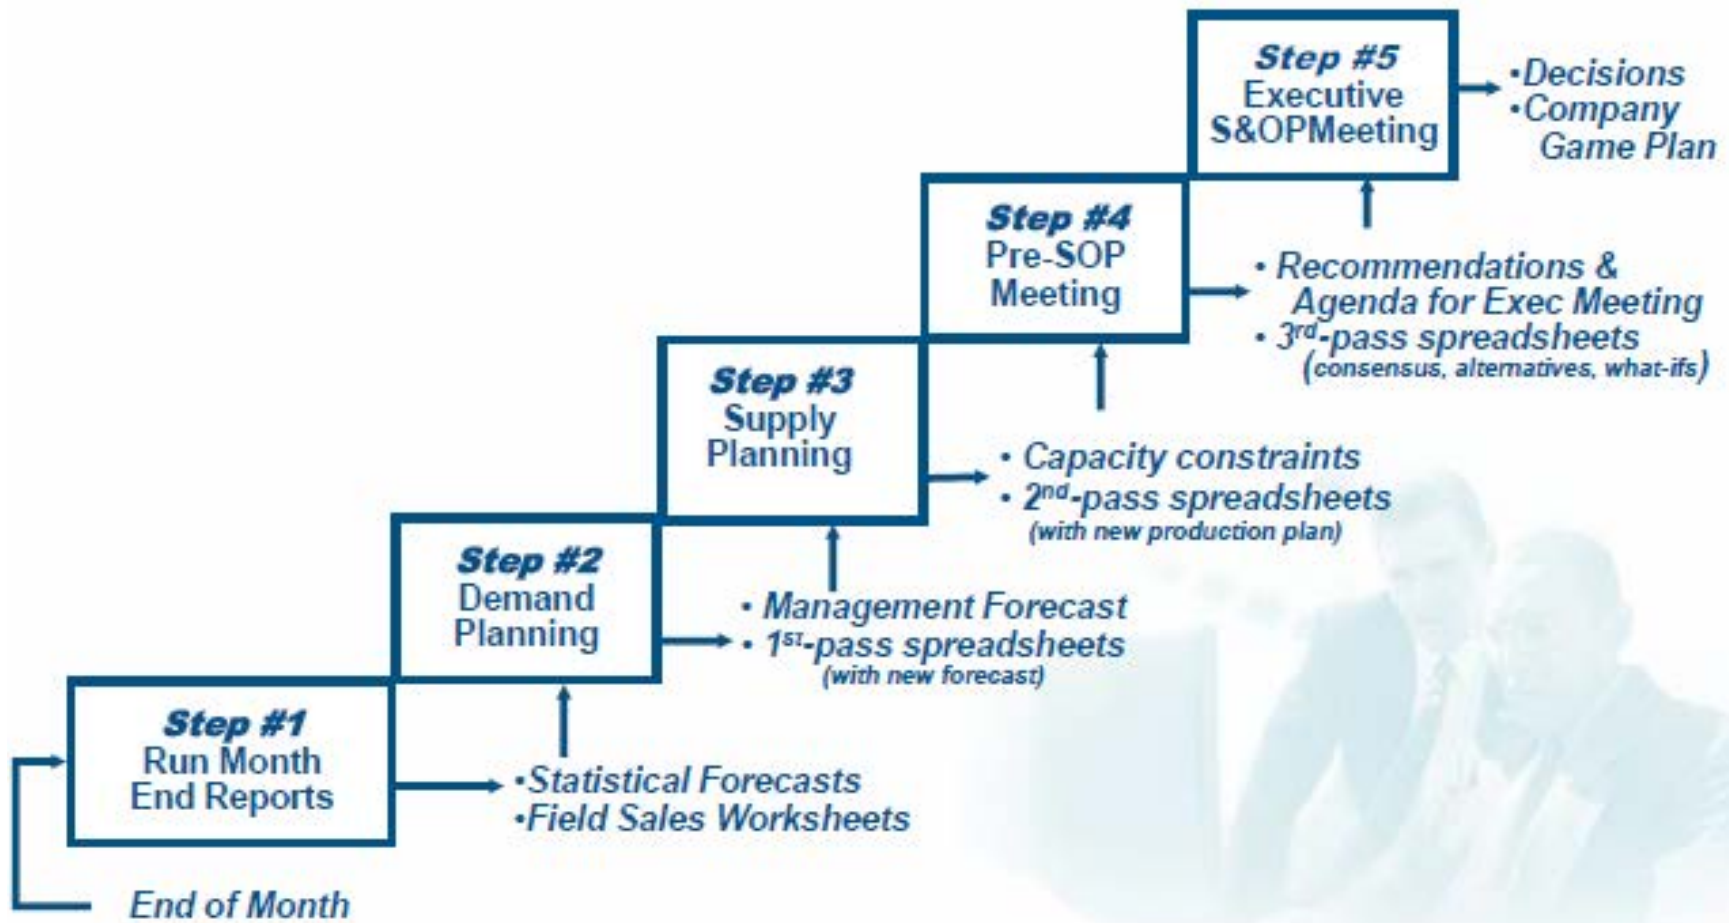 Step #5
Executive
S&OPMeeting
•Decisions
•Company
Game Plan
Step #4
Pre-SOP
Meeting
• Recommendations &
Agenda for Exec Meeting
• 3rd-pass spreadsheets
(consensus, alternatives, what-ifs)
Step #3
Supply
Planning
• Capacity constraints
• 2nd-pass spreadsheets
(with new production plan)
Step #2
Demand
Planning
• Management Forecast
• 1ST-pass spreadsheets
(with new forecast)
Step #1
Run Month
End Reports
•Statistical Forecasts
•Field Sales Worksheets
End of Month